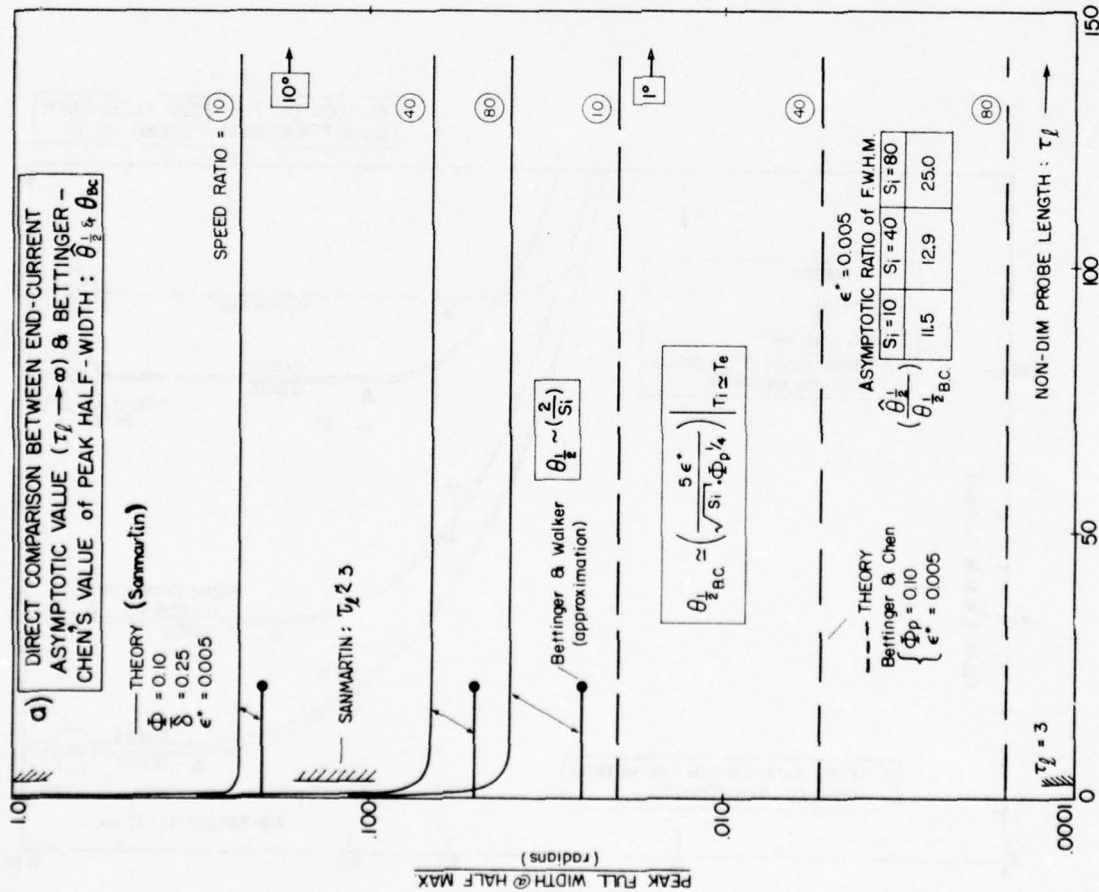 a) DIRECT COMPARISON BETWEEN END-CURRENT
ASYMPTOTIC VALUE (τℓ → ∞) & BETTINGER-
CHEN'S VALUE of PEAK HALF-WIDTH : θ̂½ & θBC
—— THEORY (Sanmartin)
= 0.10
= 0.25
ϵ* = 0.005
SPEED RATIO = 10
10°
SANMARTIN : τℓ ≳ 3
40
80
Bettinger & Walker
(approximation)
θ½ ~ (2/Si)
10
1°
θ½ B.C. ≃ (5 ϵ* / √Si · Φp^¼) | Ti ≃ Te
40
--- THEORY
Bettinger & Chen
{ Φp = 0.10
ϵ* = 0.005
ϵ* = 0.005
ASYMPTOTIC RATIO of F.W.H.M.
(θ̂½ / θ½ B.C.)
Si = 10 Si = 40 Si = 80
11.5 12.9 25.0
80
τℓ = 3
NON-DIM PROBE LENGTH : τℓ →
PEAK FULL WIDTH @ HALF MAX
(radians)
1.0
.100
.010
.0001
0
50
100
150